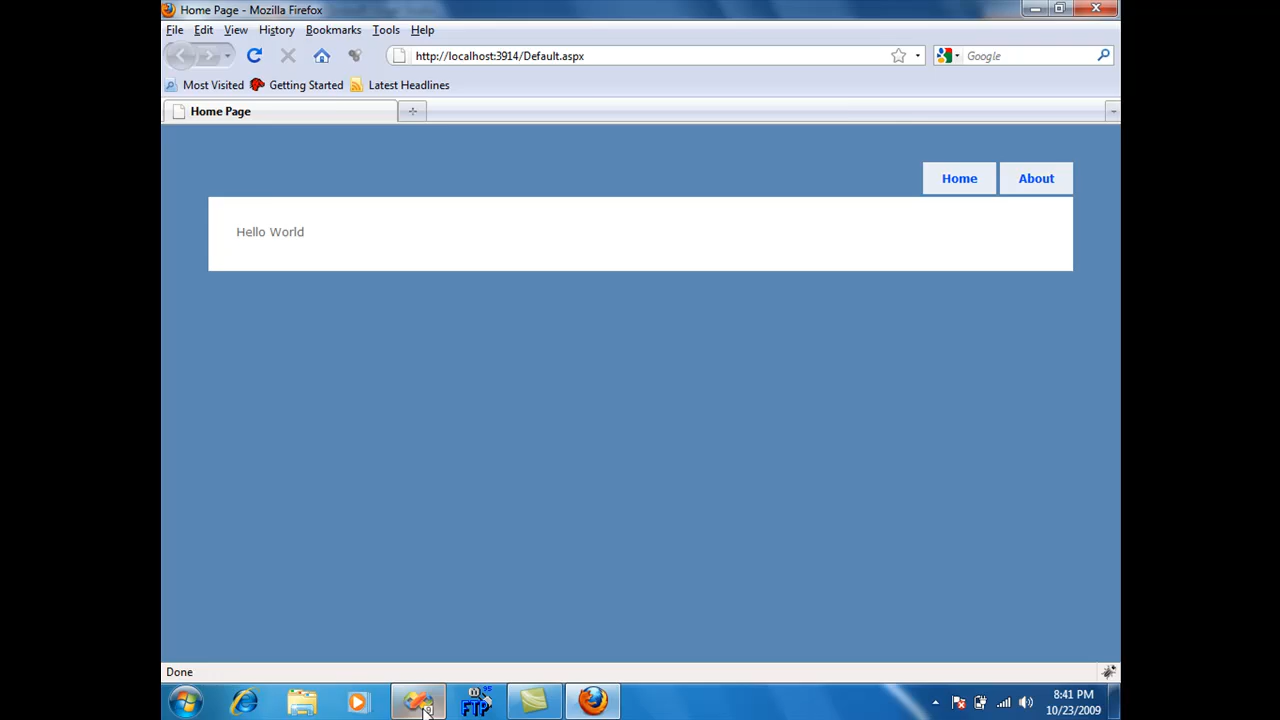 Home Page - Mozilla Firefox
File Edit View History Bookmarks Tools Help
http://localhost:3914/Default.aspx Google
Most Visited Getting Started Latest Headlines
Home Page
Home About
Hello World
Done
FTP
8:41 PM
10/23/2009